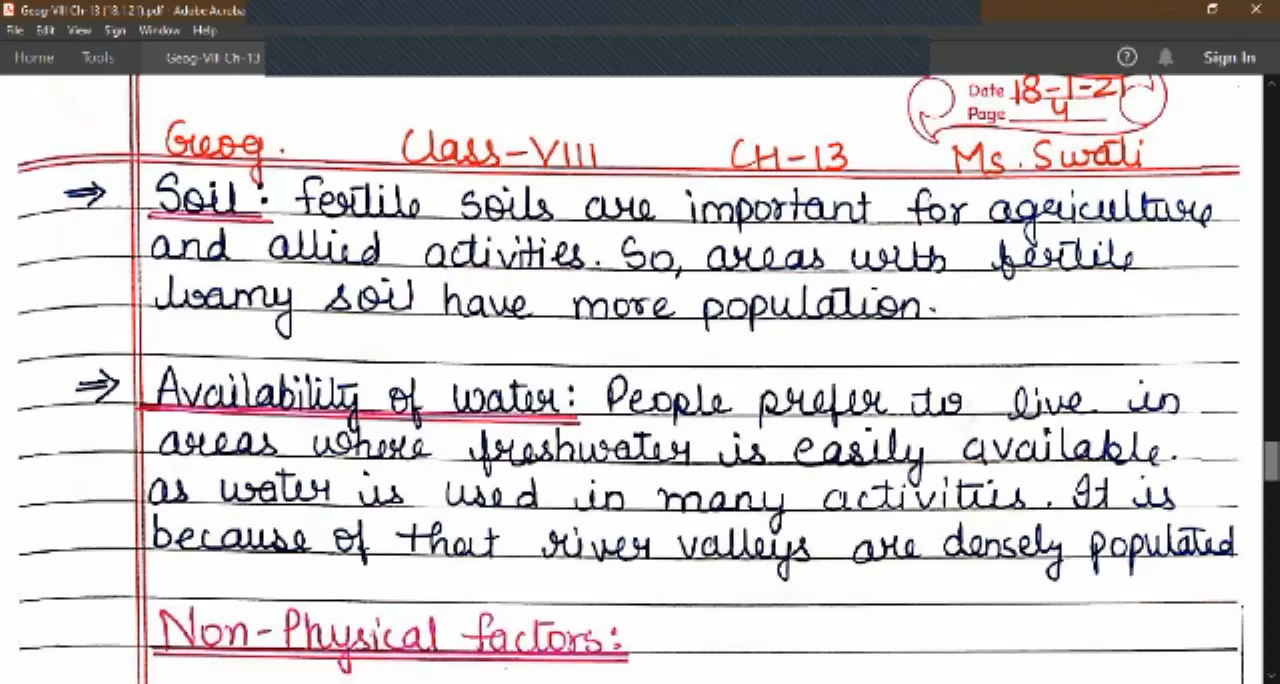 Geog-VIII Ch-13 (18.1.21).pdf - Adobe Acroba
File Edit View Sign Window Help
Home Tools Geog-VIII Ch-13 Sign In
Date 18-1-21
Page 4
Geog. Class-VIII CH-13 Ms. Swati
⇒ Soil: Fertile soils are important for agriculture
and allied activities. So, areas with fertile
loamy soil have more population.
⇒ Availability of water: People prefer to live in
areas where freshwater is easily available.
as water is used in many activities. It is
because of that river valleys are densely populated
Non-Physical factors: